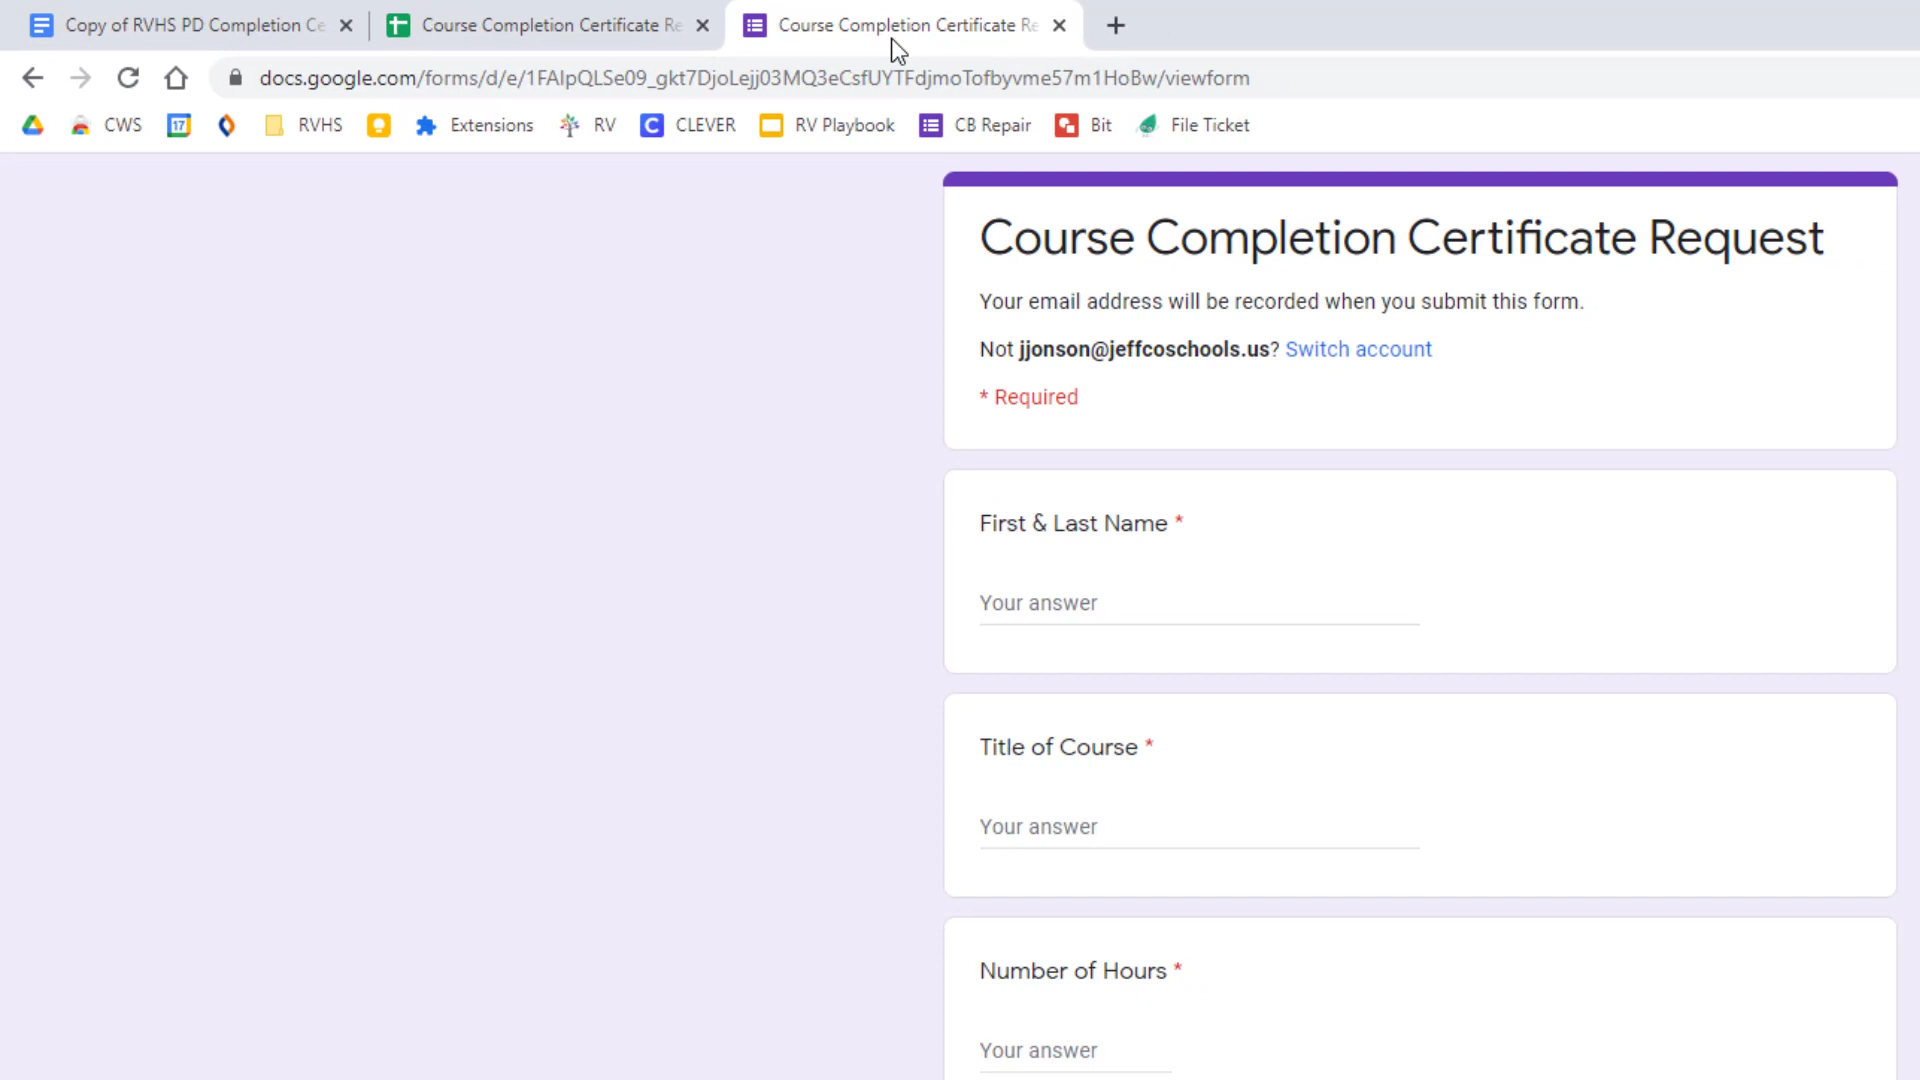 Copy of RVHS PD Completion Ce
Course Completion Certificate Re
Course Completion Certificate Re
docs.google.com/forms/d/e/1FAIpQLSe09_gkt7DjoLejj03MQ3eCsfUYTFdjmoTofbyvme57m1HoBw/viewform
CWS
17
RVHS
Extensions
RV
C CLEVER
RV Playbook
CB Repair
Bit
File Ticket
Course Completion Certificate Request
Your email address will be recorded when you submit this form.
Not jjonson@jeffcoschools.us? Switch account
* Required
First & Last Name *
Your answer
Title of Course *
Your answer
Number of Hours *
Your answer